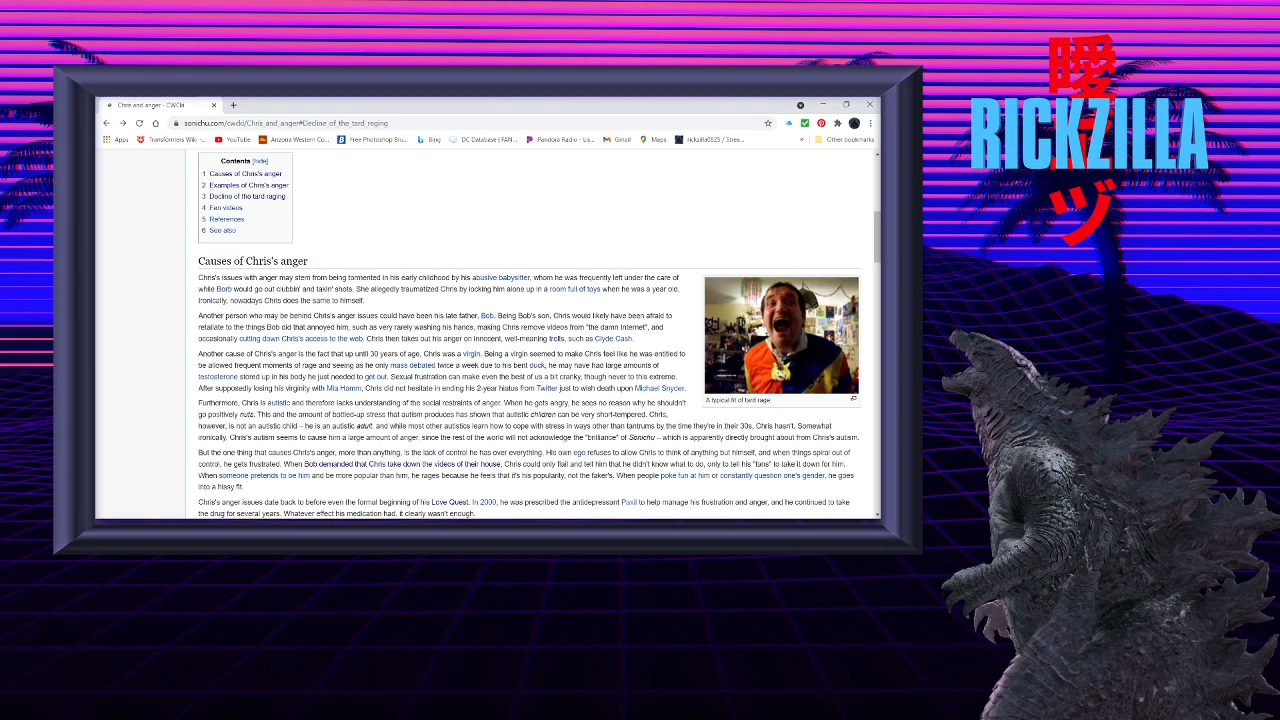 Chris and anger - CWCki
sonichu.com/cwcki/Chris_and_anger#Decline_of_the_tard_raging
Apps Transformers Wiki -... YouTube Arizona Western Co... Free Photoshop Bru... Bing DC Database | FAN... Pandora Radio – Lis... Gmail Maps rickzilla0825 / Strea... » Other bookmarks
Contents [hide]
1 Causes of Chris's anger
2 Examples of Chris's anger
3 Decline of the tard raging
4 Fan videos
5 References
6 See also
Causes of Chris's anger
Chris's issues with anger may stem from being tormented in his early childhood by his abusive babysitter, whom he was frequently left under the care of
while Borb would go out clubbin' and takin' shots. She allegedly traumatized Chris by locking him alone up in a room full of toys when he was a year old.
Ironically, nowadays Chris does the same to himself.
Another person who may be behind Chris's anger issues could have been his late father, Bob. Being Bob's son, Chris would likely have been afraid to
retaliate to the things Bob did that annoyed him, such as very rarely washing his hands, making Chris remove videos from "the damn Internet", and
occasionally cutting down Chris's access to the web. Chris then takes out his anger on innocent, well-meaning trolls, such as Clyde Cash.
Another cause of Chris's anger is the fact that up until 30 years of age, Chris was a virgin. Being a virgin seemed to make Chris feel like he was entitled to
be allowed frequent moments of rage and seeing as he only mass debated twice a week due to his bent duck, he may have had large amounts of
testosterone stored up in his body he just needed to get out. Sexual frustration can make even the best of us a bit cranky, though never to this extreme.
After supposedly losing his virginity with Mia Hamm, Chris did not hesitate in ending his 2-year hiatus from Twitter just to wish death upon Michael Snyder.
A typical fit of tard rage
Furthermore, Chris is autistic and therefore lacks understanding of the social restraints of anger. When he gets angry, he sees no reason why he shouldn't
go positively nuts. This and the amount of bottled-up stress that autism produces has shown that autistic children can be very short-tempered. Chris,
however, is not an autistic child – he is an autistic adult, and while most other autistics learn how to cope with stress in ways other than tantrums by the time they're in their 30s, Chris hasn't. Somewhat
ironically, Chris's autism seems to cause him a large amount of anger, since the rest of the world will not acknowledge the "brilliance" of Sonichu – which is apparently directly brought about from Chris's autism.
But the one thing that causes Chris's anger, more than anything, is the lack of control he has over everything. His own ego refuses to allow Chris to think of anything but himself, and when things spiral out of
control, he gets frustrated. When Bob demanded that Chris take down the videos of their house, Chris could only flail and tell him that he didn't know what to do, only to tell his "fans" to take it down for him.
When someone pretends to be him and be more popular than him, he rages because he feels that it's his popularity, not the faker's. When people poke fun at him or constantly question one's gender, he goes
into a hissy fit.
Chris's anger issues date back to before even the formal beginning of his Love Quest. In 2000, he was prescribed the antidepressant Paxil to help manage his frustration and anger, and he continued to take
the drug for several years. Whatever effect his medication had, it clearly wasn't enough.
RICKZILLA